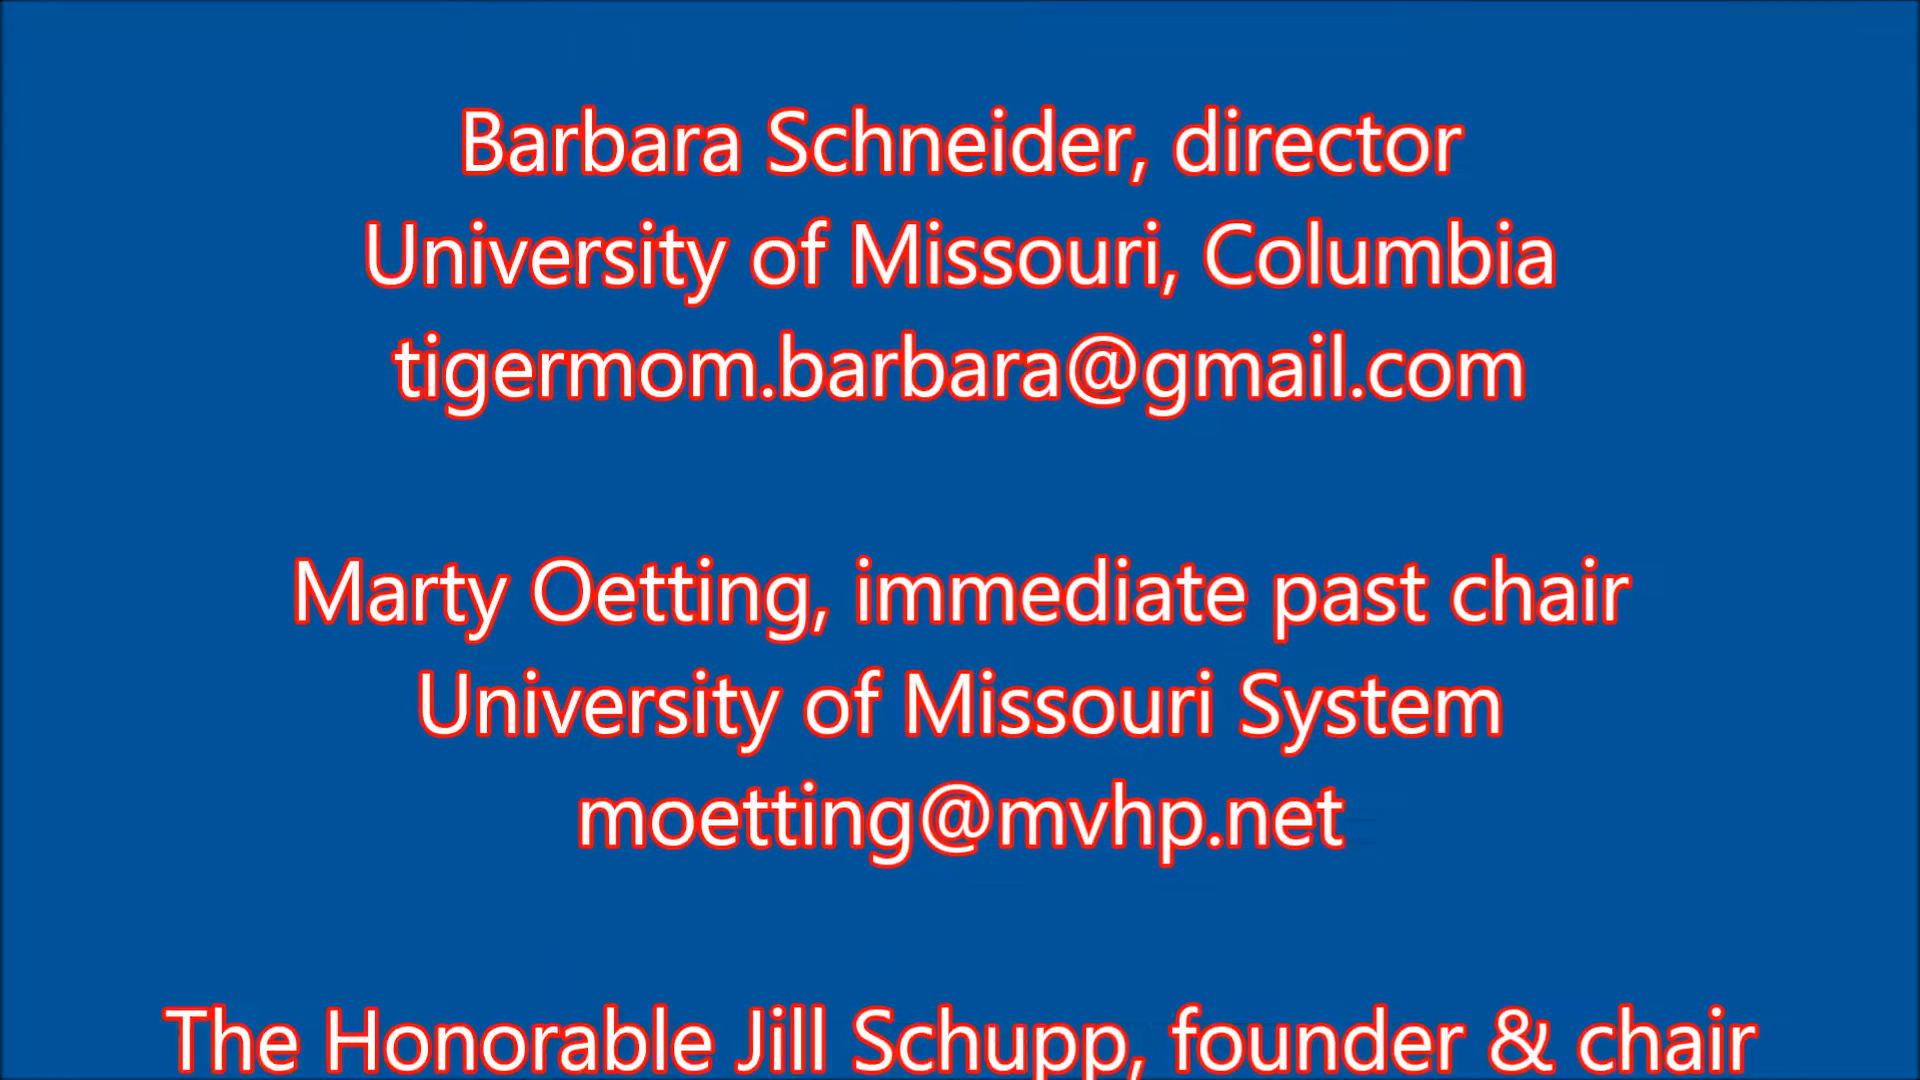 Barbara Schneider, director
University of Missouri, Columbia
tigermom.barbara@gmail.com
Marty Oetting, immediate past chair
University of Missouri System
moetting@mvhp.net
The Honorable Jill Schupp, founder & chair